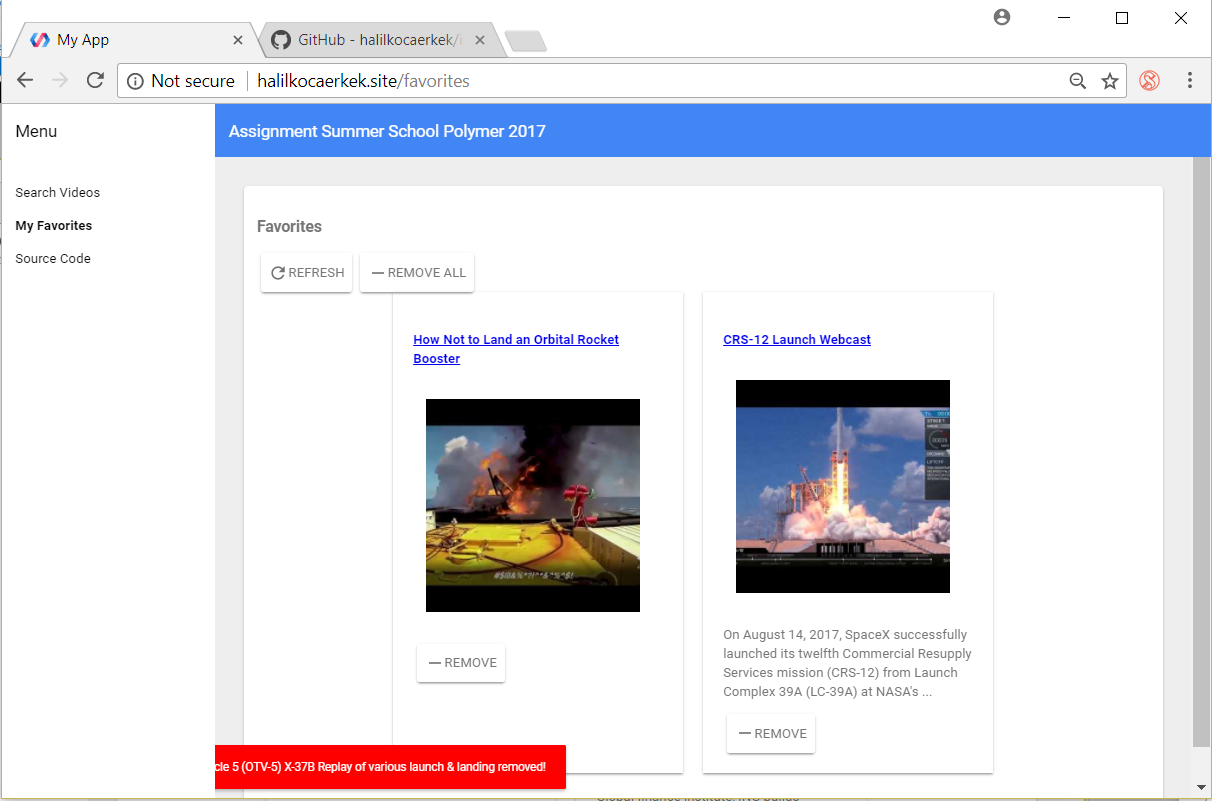 My App
GitHub - halilkocaerkek/
Not secure
halilkocaerkek.site/favorites
Menu
Assignment Summer School Polymer 2017
Search Videos
My Favorites
Source Code
Favorites
REFRESH
REMOVE ALL
How Not to Land an Orbital Rocket
Booster
CRS-12 Launch Webcast
#$!@&%*?!^*&^%^$!
REMOVE
On August 14, 2017, SpaceX successfully
launched its twelfth Commercial Resupply
Services mission (CRS-12) from Launch
Complex 39A (LC-39A) at NASA's ...
REMOVE
cle 5 (OTV-5) X-37B Replay of various launch & landing removed!